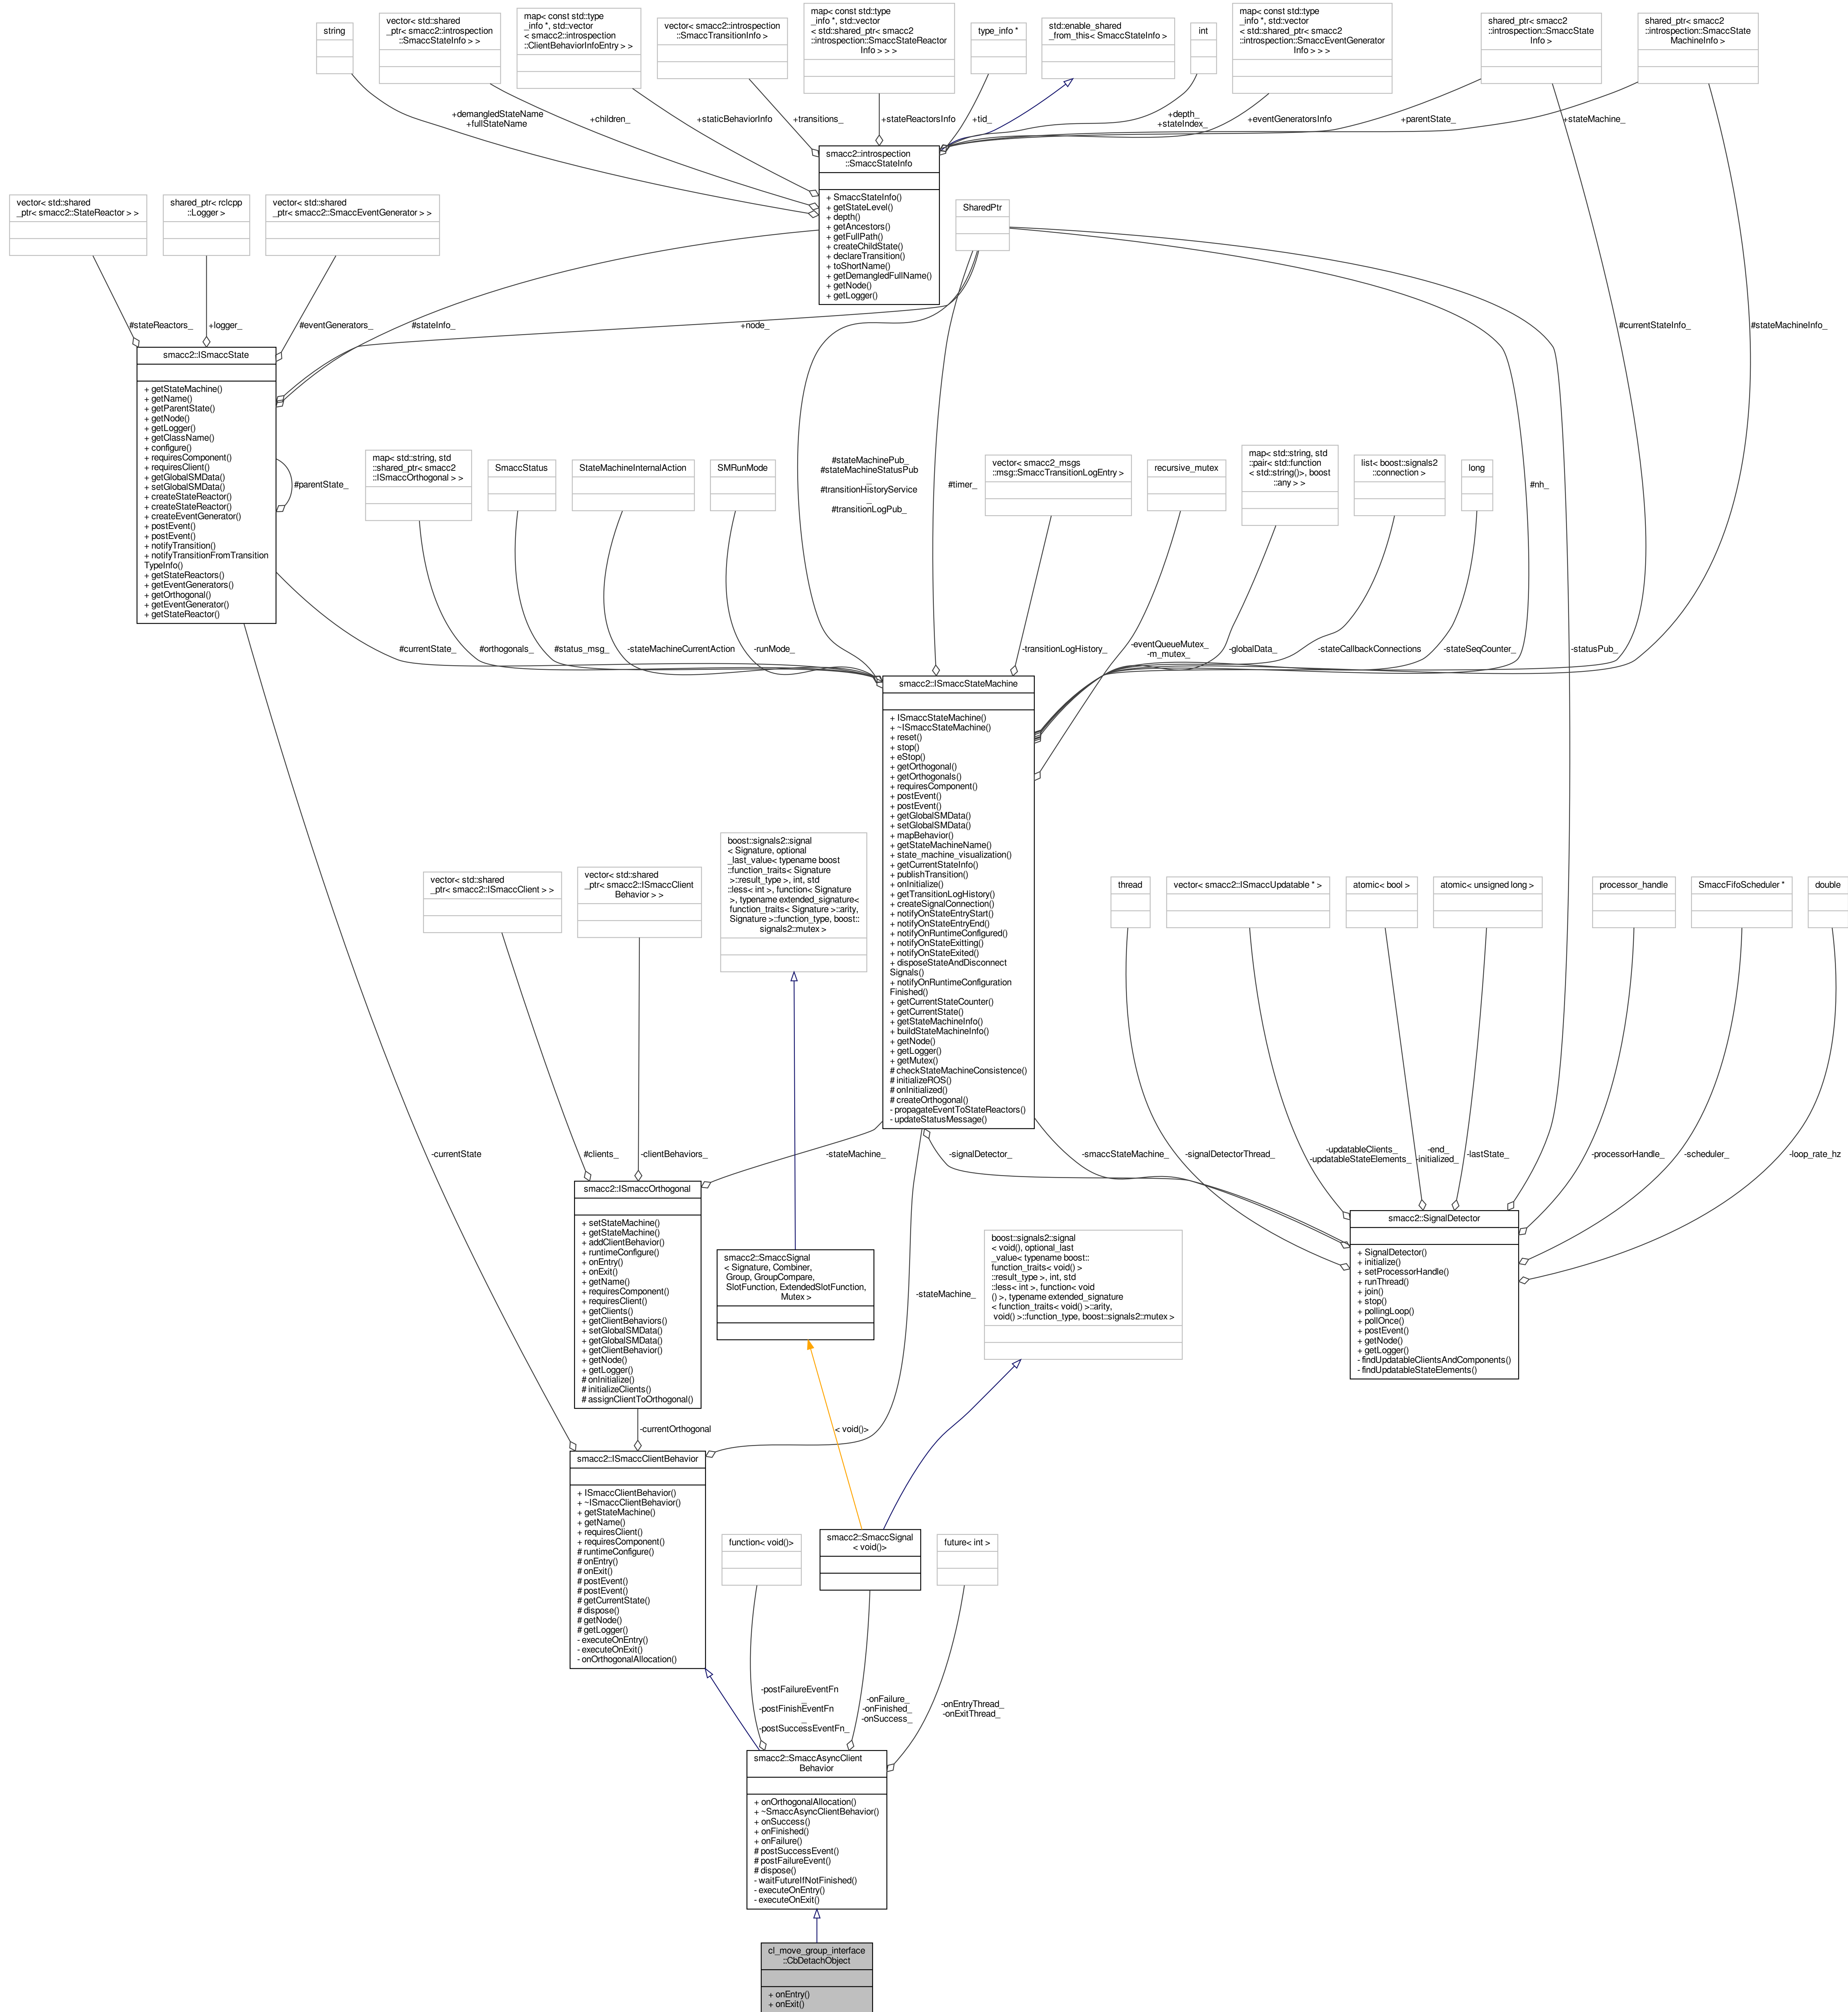 string
vector< std::shared
_ptr< smacc2::introspection
::SmaccStateInfo > >
map< const std::type
_info *, std::vector
< smacc2::introspection
::ClientBehaviorInfoEntry > >
vector< smacc2::introspection
::SmaccTransitionInfo >
map< const std::type
_info *, std::vector
< std::shared_ptr< smacc2
::introspection::SmaccStateReactor
Info > > >
type_info *
std::enable_shared
_from_this< SmaccStateInfo >
int
map< const std::type
_info *, std::vector
< std::shared_ptr< smacc2
::introspection::SmaccEventGenerator
Info > > >
shared_ptr< smacc2
::introspection::SmaccState
Info >
shared_ptr< smacc2
::introspection::SmaccState
MachineInfo >
+demangledStateName
+fullStateName
+children_
+staticBehaviorInfo
+transitions_
+stateReactorsInfo
+tid_
+depth_
+stateIndex_
+eventGeneratorsInfo
+parentState_
+stateMachine_
smacc2::introspection
::SmaccStateInfo
+ SmaccStateInfo()
+ getStateLevel()
+ depth()
+ getAncestors()
+ getFullPath()
+ createChildState()
+ declareTransition()
+ toShortName()
+ getDemangledFullName()
+ getNode()
+ getLogger()
vector< std::shared
_ptr< smacc2::StateReactor > >
shared_ptr< rclcpp
::Logger >
vector< std::shared
_ptr< smacc2::SmaccEventGenerator > >
SharedPtr
#stateReactors_
+logger_
#eventGenerators_
#stateInfo_
+node_
#currentStateInfo_
#stateMachineInfo_
smacc2::ISmaccState
+ getStateMachine()
+ getName()
+ getParentState()
+ getNode()
+ getLogger()
+ getClassName()
+ configure()
+ requiresComponent()
+ requiresClient()
+ getGlobalSMData()
+ setGlobalSMData()
+ createStateReactor()
+ createStateReactor()
+ createEventGenerator()
+ postEvent()
+ postEvent()
+ notifyTransition()
+ notifyTransitionFromTransition
TypeInfo()
+ getStateReactors()
+ getEventGenerators()
+ getOrthogonal()
+ getEventGenerator()
+ getStateReactor()
#parentState_
map< std::string, std
::shared_ptr< smacc2
::ISmaccOrthogonal > >
SmaccStatus
StateMachineInternalAction
SMRunMode
#stateMachinePub_
#stateMachineStatusPub
_
#transitionHistoryService
_
#transitionLogPub_
#timer_
vector< smacc2_msgs
::msg::SmaccTransitionLogEntry >
recursive_mutex
map< std::string, std
::pair< std::function
< std::string()>, boost
::any > >
list< boost::signals2
::connection >
long
#nh_
#currentState_
#orthogonals_
#status_msg_
-stateMachineCurrentAction
-runMode_
-transitionLogHistory_
-eventQueueMutex_
-m_mutex_
-globalData_
-stateCallbackConnections
-stateSeqCounter_
-statusPub_
smacc2::ISmaccStateMachine
+ ISmaccStateMachine()
+ ~ISmaccStateMachine()
+ reset()
+ stop()
+ eStop()
+ getOrthogonal()
+ getOrthogonals()
+ requiresComponent()
+ postEvent()
+ postEvent()
+ getGlobalSMData()
+ setGlobalSMData()
+ mapBehavior()
+ getStateMachineName()
+ state_machine_visualization()
+ getCurrentStateInfo()
+ publishTransition()
+ onInitialize()
+ getTransitionLogHistory()
+ createSignalConnection()
+ notifyOnStateEntryStart()
+ notifyOnStateEntryEnd()
+ notifyOnRuntimeConfigured()
+ notifyOnStateExitting()
+ notifyOnStateExited()
+ disposeStateAndDisconnect
Signals()
+ notifyOnRuntimeConfiguration
Finished()
+ getCurrentStateCounter()
+ getCurrentState()
+ getStateMachineInfo()
+ buildStateMachineInfo()
+ getNode()
+ getLogger()
+ getMutex()
# checkStateMachineConsistence()
# initializeROS()
# onInitialized()
# createOrthogonal()
- propagateEventToStateReactors()
- updateStatusMessage()
boost::signals2::signal
< Signature, optional
_last_value< typename boost
::function_traits< Signature
>::result_type >, int, std
::less< int >, function< Signature
>, typename extended_signature<
function_traits< Signature >::arity,
Signature >::function_type, boost::
signals2::mutex >
vector< std::shared
_ptr< smacc2::ISmaccClient > >
vector< std::shared
_ptr< smacc2::ISmaccClient
Behavior > >
thread
vector< smacc2::ISmaccUpdatable * >
atomic< bool >
atomic< unsigned long >
processor_handle
SmaccFifoScheduler *
double
-currentState
#clients_
-clientBehaviors_
-stateMachine_
-signalDetector_
-smaccStateMachine_
-signalDetectorThread_
-updatableClients_
-updatableStateElements_
-end_
-initialized_
-lastState_
-processorHandle_
-scheduler_
-loop_rate_hz
smacc2::ISmaccOrthogonal
+ setStateMachine()
+ getStateMachine()
+ addClientBehavior()
+ runtimeConfigure()
+ onEntry()
+ onExit()
+ getName()
+ requiresComponent()
+ requiresClient()
+ getClients()
+ getClientBehaviors()
+ setGlobalSMData()
+ getGlobalSMData()
+ getClientBehavior()
+ getNode()
+ getLogger()
# onInitialize()
# initializeClients()
# assignClientToOrthogonal()
smacc2::SmaccSignal
< Signature, Combiner,
Group, GroupCompare,
SlotFunction, ExtendedSlotFunction,
Mutex >
-stateMachine_
boost::signals2::signal
< void(), optional_last
_value< typename boost::
function_traits< void() >
::result_type >, int, std
::less< int >, function< void
() >, typename extended_signature
< function_traits< void() >::arity,
void() >::function_type, boost::signals2::mutex >
smacc2::SignalDetector
+ SignalDetector()
+ initialize()
+ setProcessorHandle()
+ runThread()
+ join()
+ stop()
+ pollingLoop()
+ pollOnce()
+ postEvent()
+ getNode()
+ getLogger()
- findUpdatableClientsAndComponents()
- findUpdatableStateElements()
-currentOrthogonal
< void()>
smacc2::ISmaccClientBehavior
+ ISmaccClientBehavior()
+ ~ISmaccClientBehavior()
+ getStateMachine()
+ getName()
+ requiresClient()
+ requiresComponent()
# runtimeConfigure()
# onEntry()
# onExit()
# postEvent()
# postEvent()
# getCurrentState()
# dispose()
# getNode()
# getLogger()
- executeOnEntry()
- executeOnExit()
- onOrthogonalAllocation()
function< void()>
smacc2::SmaccSignal
< void()>
future< int >
-postFailureEventFn
_
-postFinishEventFn
_
-postSuccessEventFn_
-onFailure_
-onFinished_
-onSuccess_
-onEntryThread_
-onExitThread_
smacc2::SmaccAsyncClient
Behavior
+ onOrthogonalAllocation()
+ ~SmaccAsyncClientBehavior()
+ onSuccess()
+ onFinished()
+ onFailure()
# postSuccessEvent()
# postFailureEvent()
# dispose()
- waitFutureIfNotFinished()
- executeOnEntry()
- executeOnExit()
cl_move_group_interface
::CbDetachObject
+ onEntry()
+ onExit()